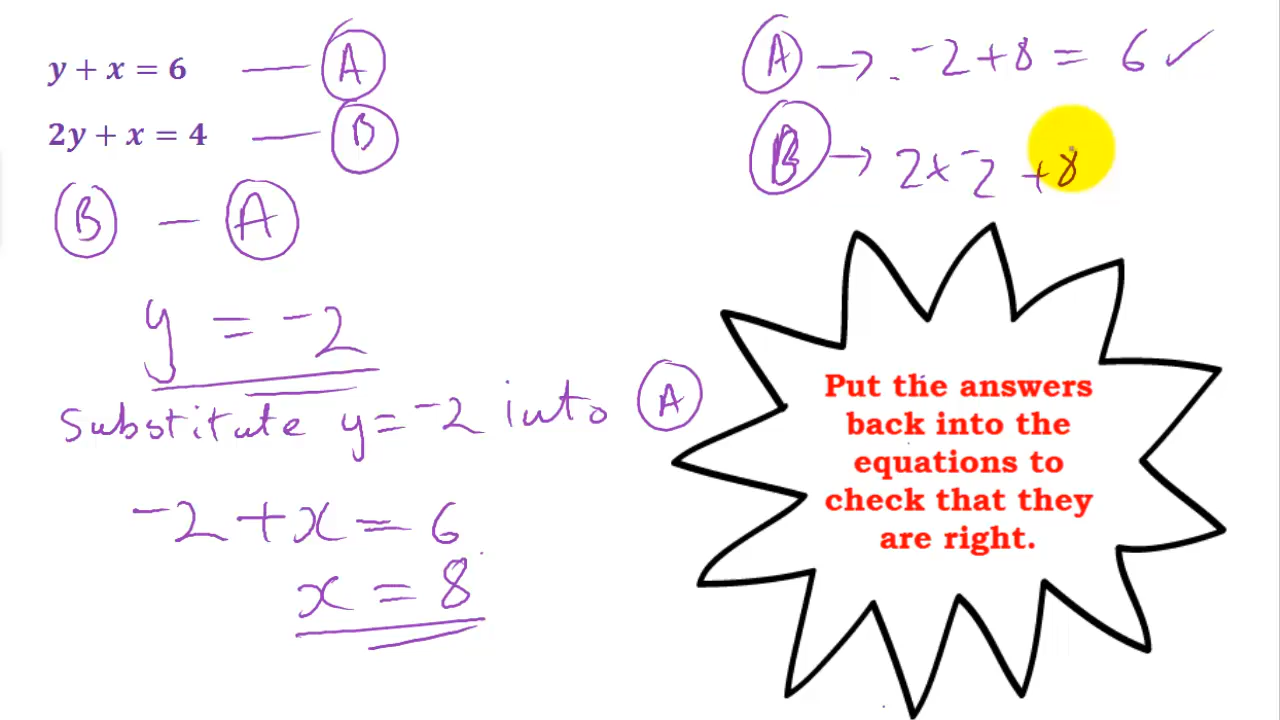 y + x = 6 — A
2y + x = 4 — B
B − A
y = -2
Substitute y = -2 into A
-2 + x = 6
x = 8
A → -2 + 8 = 6 ✓
B → 2 × -2 + 8
Put the answers
back into the
equations to
check that they
are right.